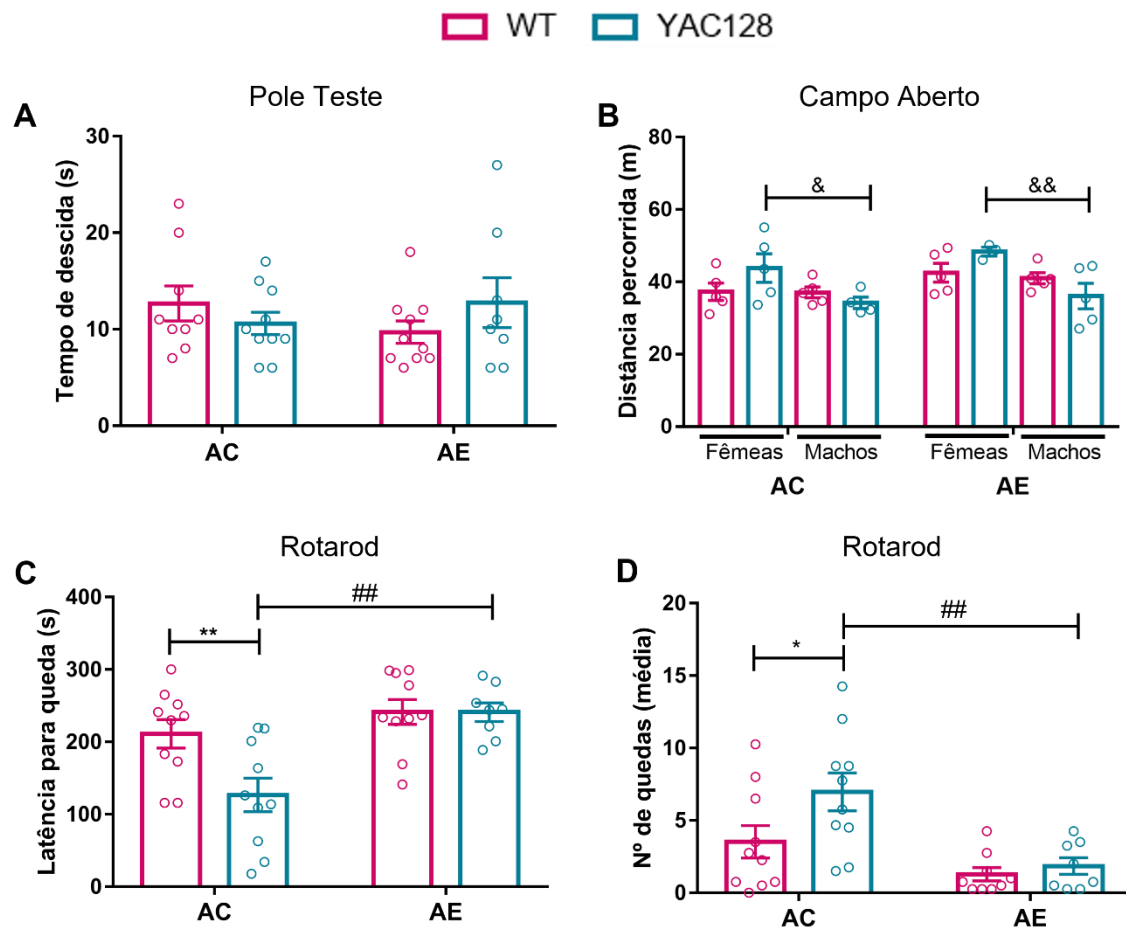 WT YAC128
A
Pole Teste
Tempo de descida (s)
30
20
10
0
AC AE
B
Campo Aberto
Distância percorrida (m)
80
60
40
20
0
& &&
Fêmeas Machos Fêmeas Machos
AC AE
C
Rotarod
Latência para queda (s)
400
300
200
100
0
** ##
AC AE
D
Rotarod
Nº de quedas (média)
20
15
10
5
0
* ##
AC AE